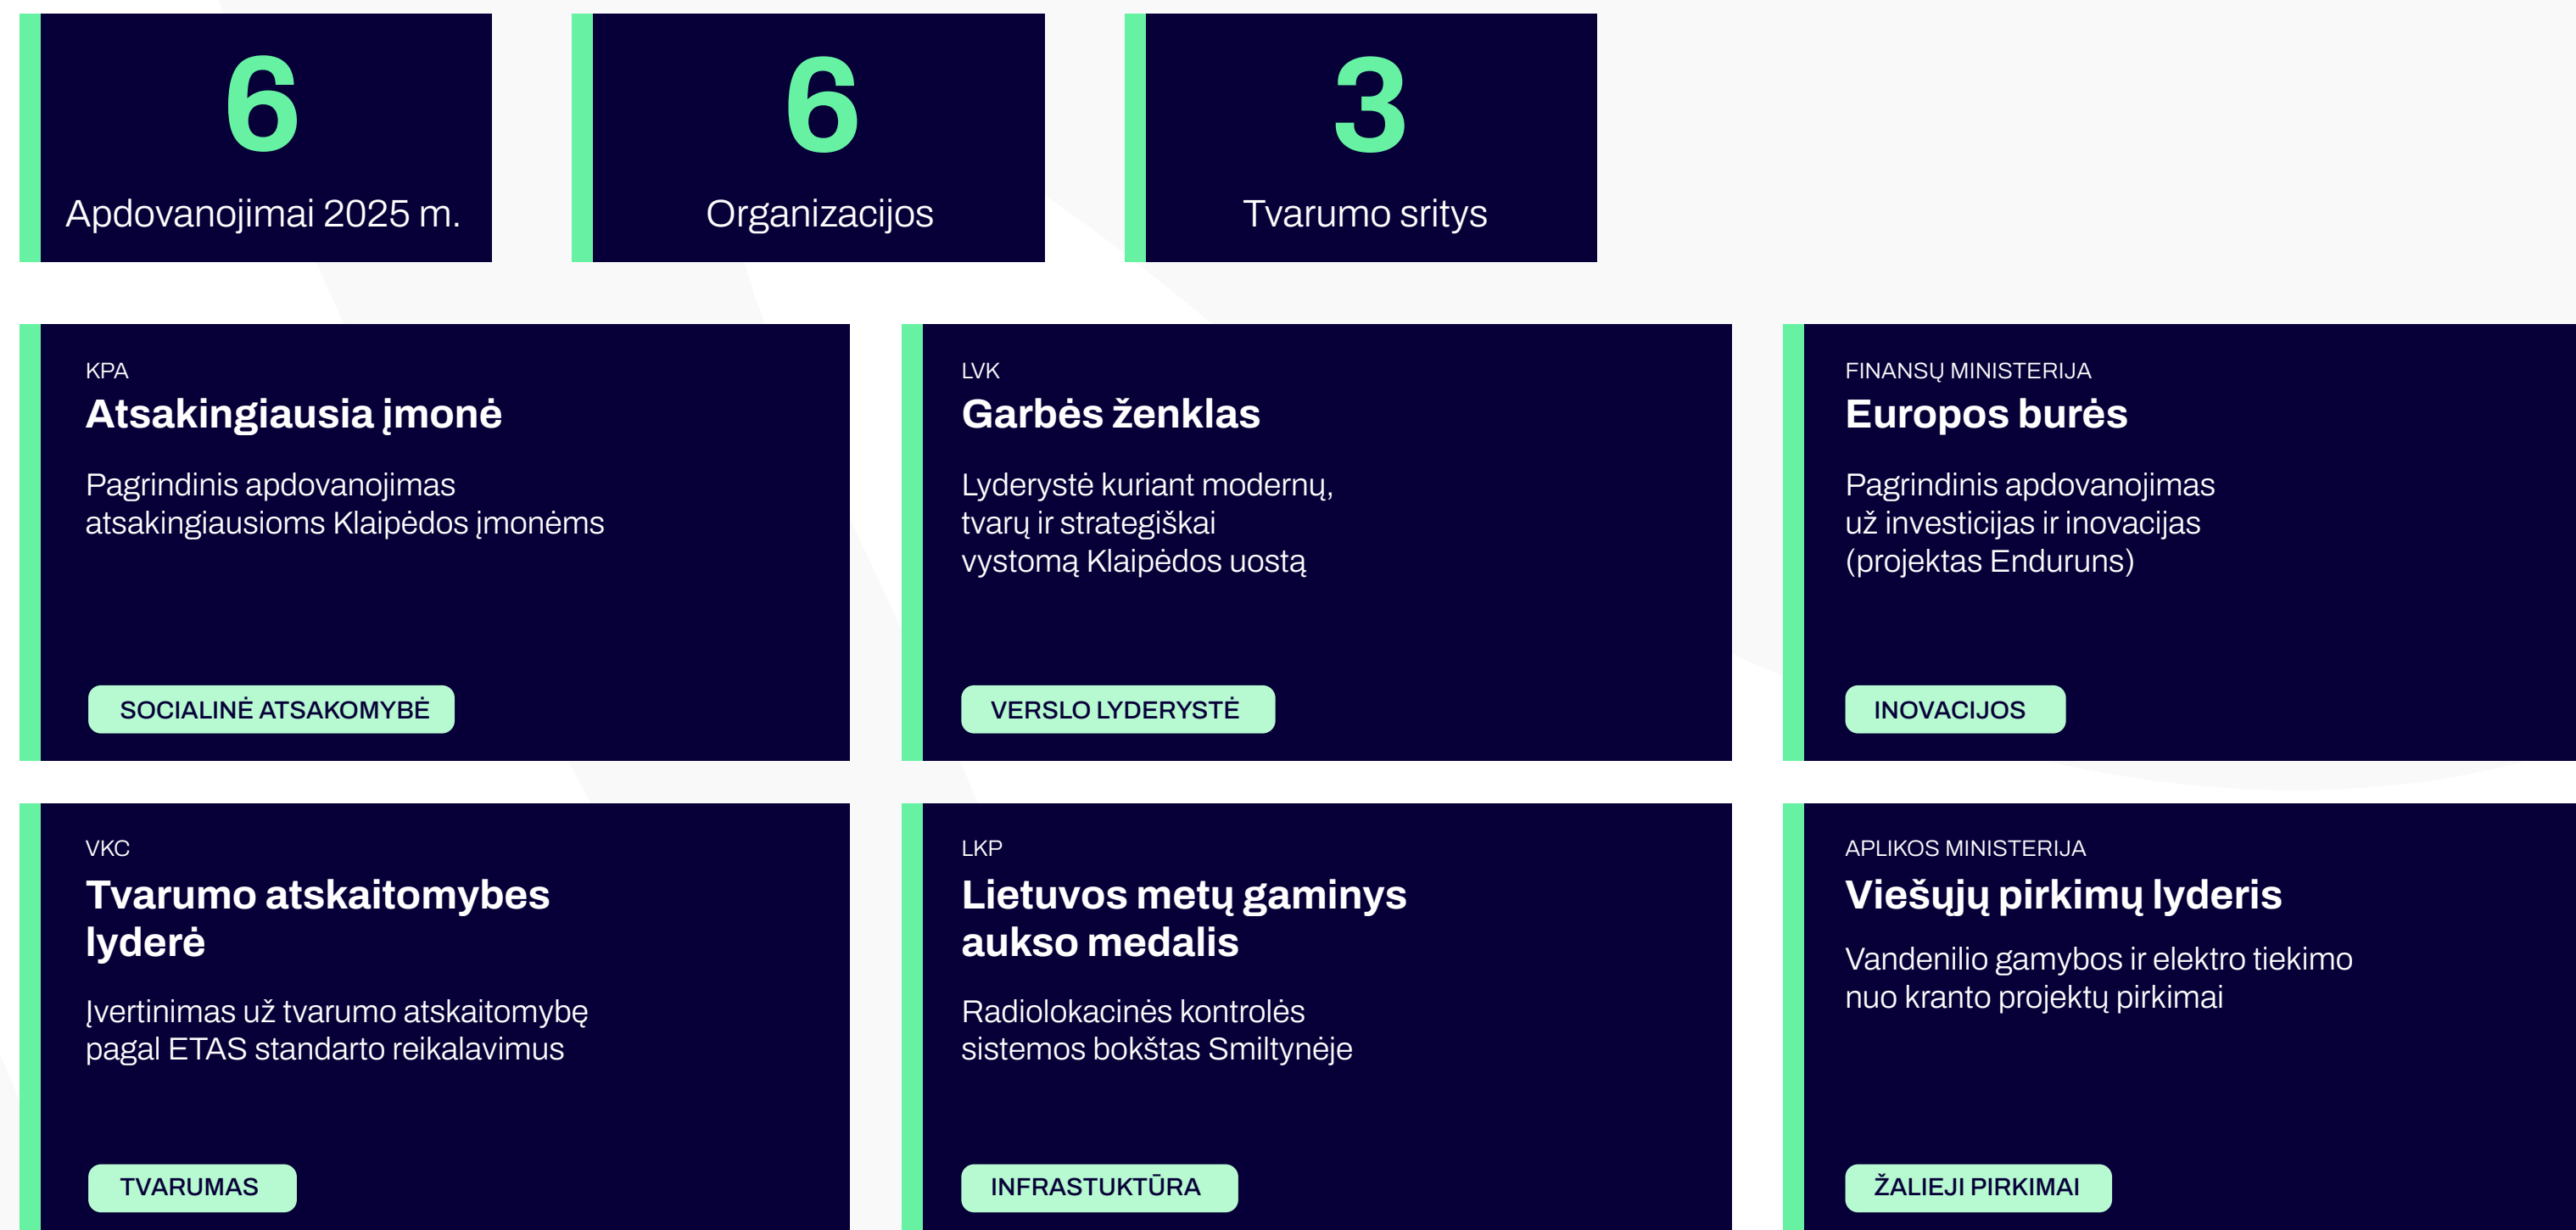 6
Apdovanojimai 2025 m.
6
Organizacijos
3
Tvarumo sritys
KPA
Atsakingiausia įmonė
Pagrindinis apdovanojimas
atsakingiausioms Klaipėdos įmonėms
SOCIALINĖ ATSAKOMYBĖ
LVK
Garbės ženklas
Lyderystė kuriant modernų,
tvarų ir strategiškai
vystomą Klaipėdos uostą
VERSLO LYDERYSTĖ
FINANSŲ MINISTERIJA
Europos burės
Pagrindinis apdovanojimas
už investicijas ir inovacijas
(projektas Enduruns)
INOVACIJOS
VKC
Tvarumo atskaitomybes
lyderė
Įvertinimas už tvarumo atskaitomybę
pagal ETAS standarto reikalavimus
TVARUMAS
LKP
Lietuvos metų gaminys
aukso medalis
Radiolokacinės kontrolės
sistemos bokštas Smiltynėje
INFRASTUKTŪRA
APLIKOS MINISTERIJA
Viešųjų pirkimų lyderis
Vandenilio gamybos ir elektro tiekimo
nuo kranto projektų pirkimai
ŽALIEJI PIRKIMAI